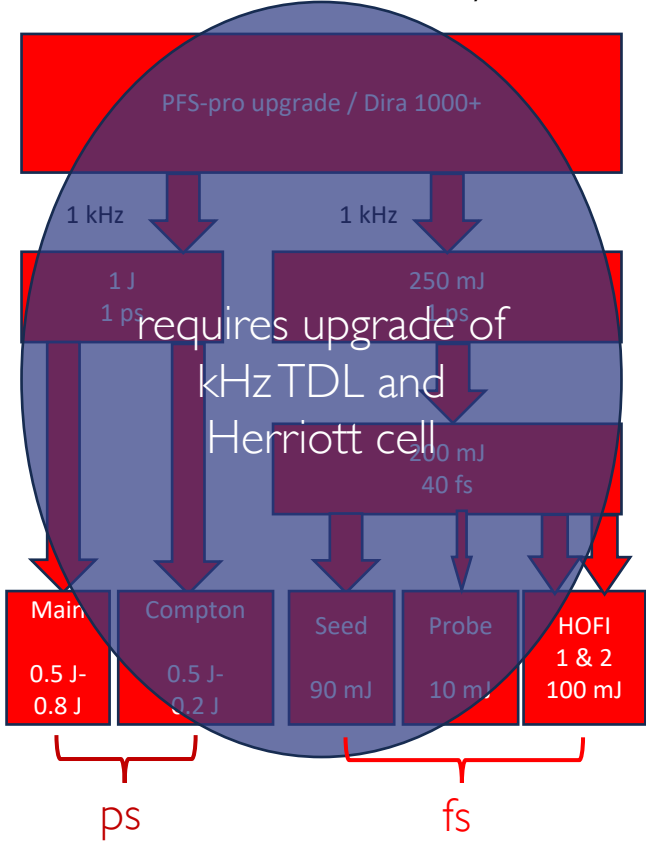 PFS-pro upgrade / Dira 1000+
1 kHz
1 kHz
1 J
1 ps
250 mJ
1 ps
requires upgrade of
kHz TDL and
Herriott cell
200 mJ
40 fs
Main
0.5 J-
0.8 J
Compton
0.5 J-
0.2 J
Seed
90 mJ
Probe
10 mJ
HOFI
1 & 2
100 mJ
ps
fs